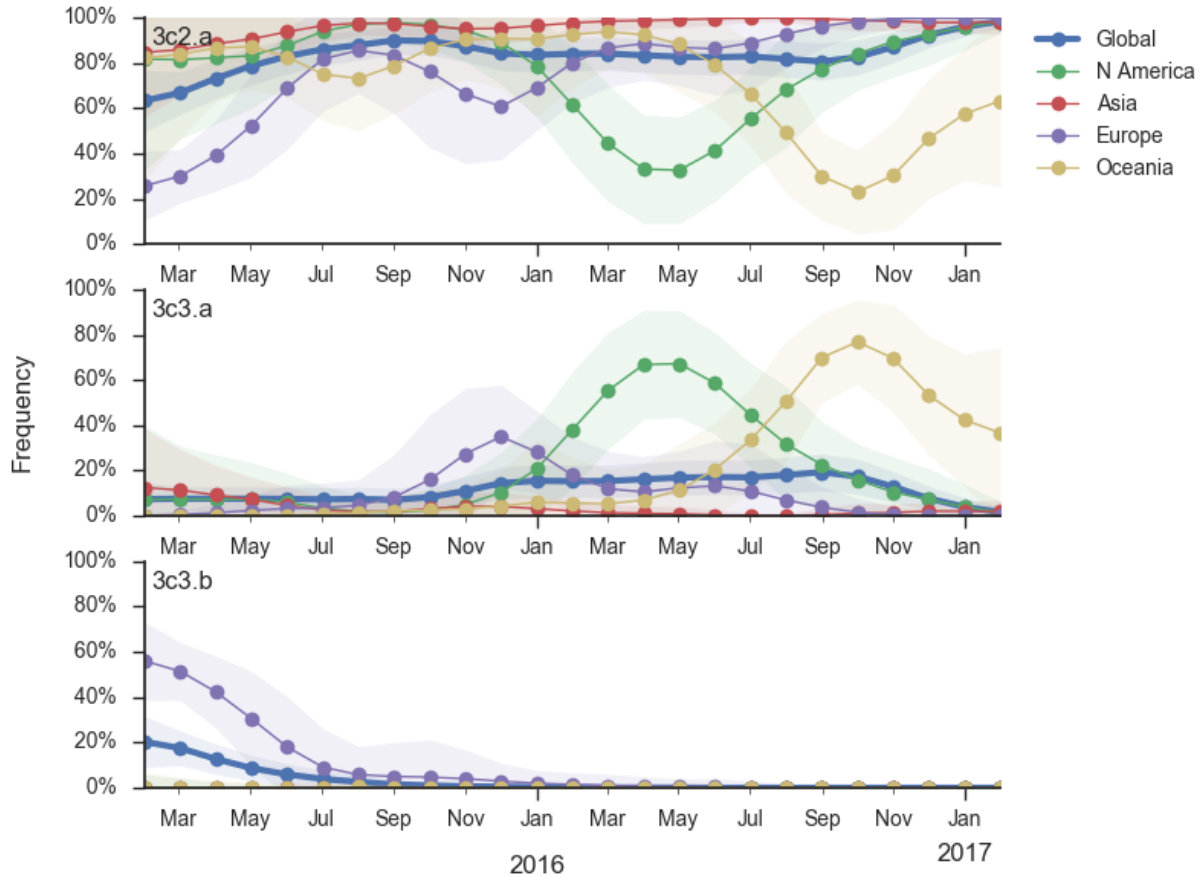 100%
80%
60%
40%
20%
0%
3c2.a
Mar May Jul Sep Nov Jan Mar May Jul Sep Nov Jan
Global
N America
Asia
Europe
Oceania
Frequency
100%
80%
60%
40%
20%
0%
3c3.a
Mar May Jul Sep Nov Jan Mar May Jul Sep Nov Jan
100%
80%
60%
40%
20%
0%
3c3.b
Mar May Jul Sep Nov Jan Mar May Jul Sep Nov Jan
2016 2017